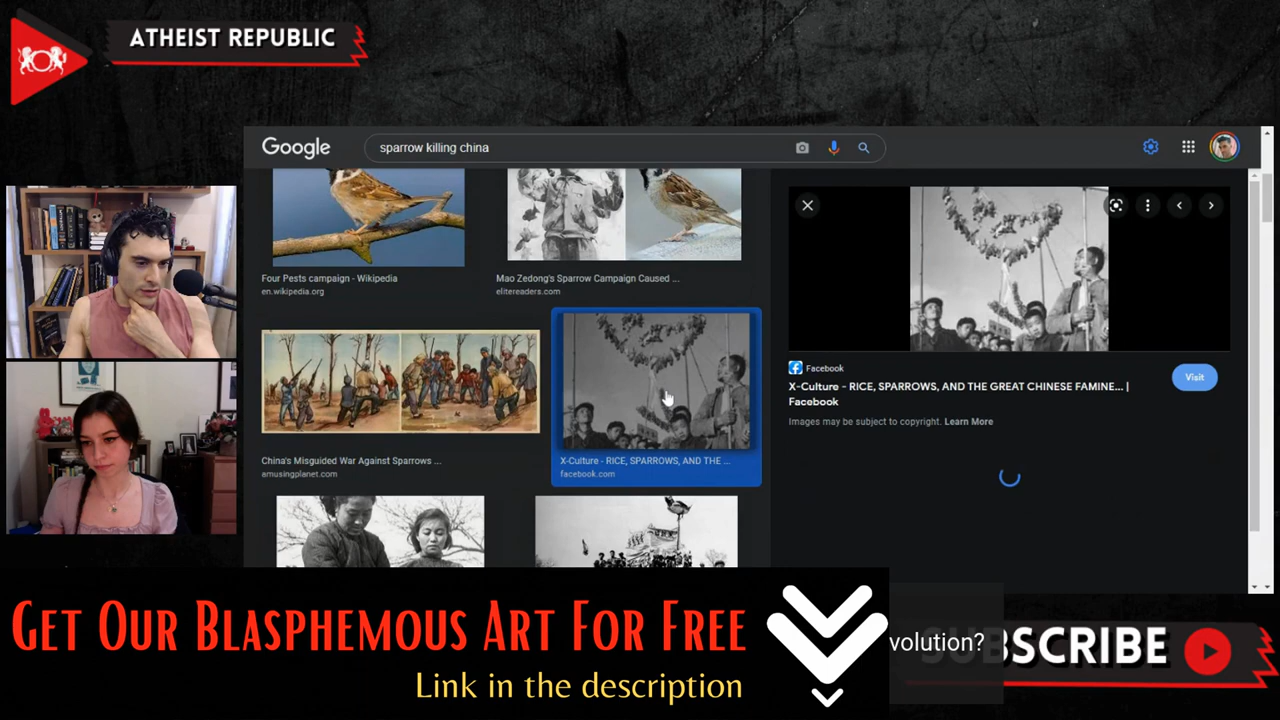 ATHEIST REPUBLIC
Google
sparrow killing china
Four Pests campaign - Wikipedia
en.wikipedia.org
Mao Zedong's Sparrow Campaign Caused ...
elitereaders.com
China's Misguided War Against Sparrows ...
amusingplanet.com
X-Culture - RICE, SPARROWS, AND THE ...
facebook.com
Facebook
X-Culture - RICE, SPARROWS, AND THE GREAT CHINESE FAMINE... |
Facebook
Visit
Images may be subject to copyright. Learn More
GET OUR BLASPHEMOUS ART FOR FREE
Link in the description
volution?
SUBSCRIBE